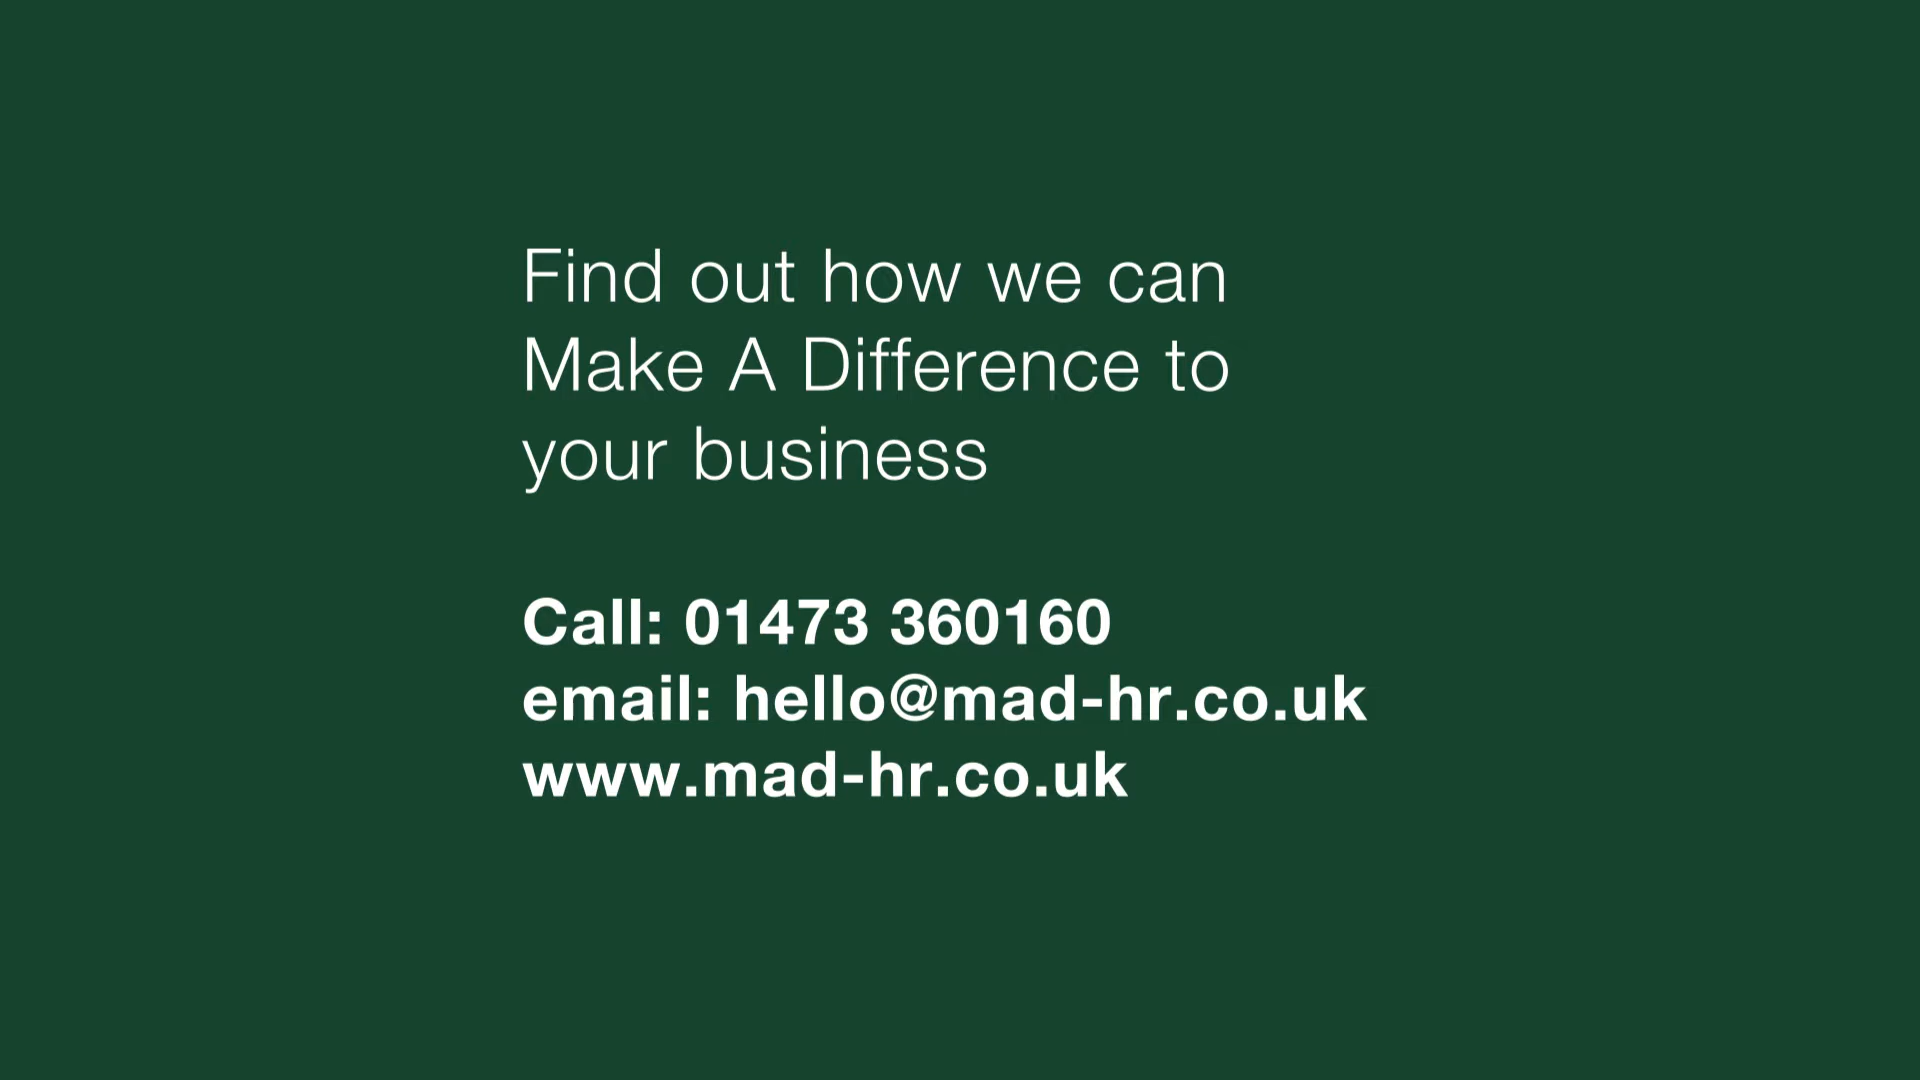 Find out how we can
Make A Difference to
your business
Call: 01473 360160
email: hello@mad-hr.co.uk
www.mad-hr.co.uk